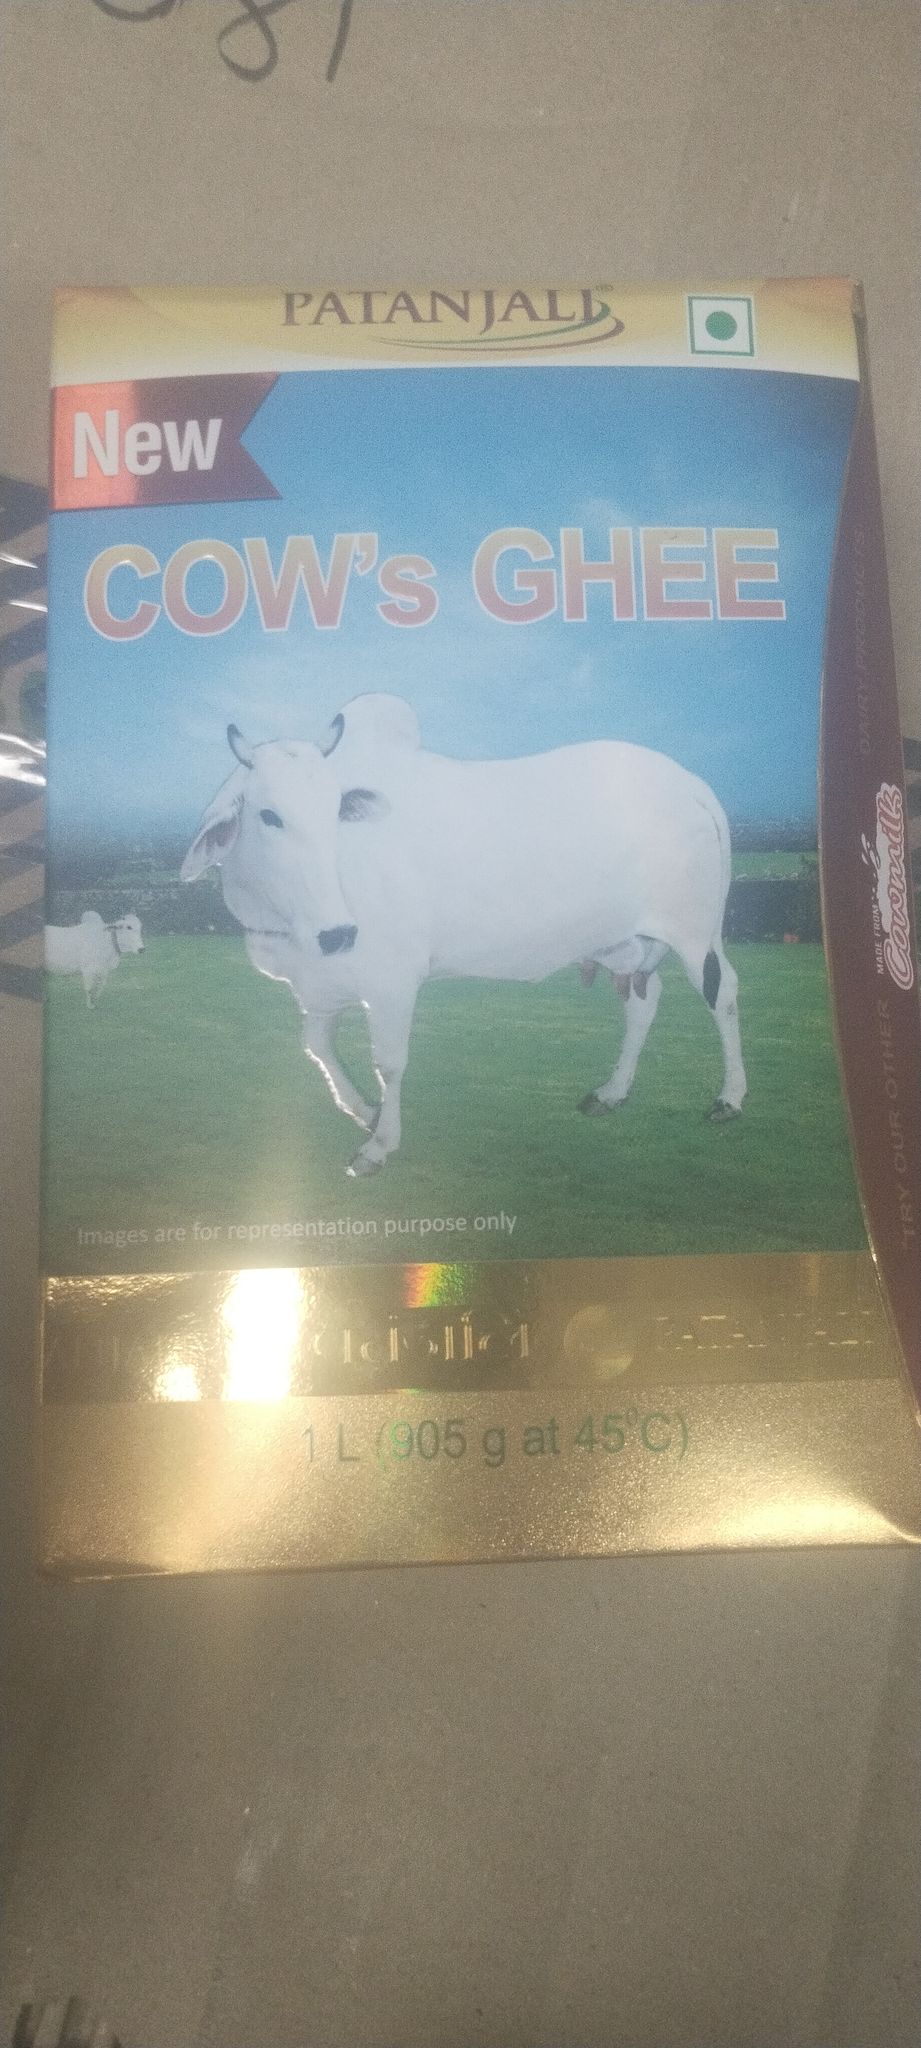 PATANJALI®
New
COW's GHEE
Images are for representation purpose only
1 L (905 g at 45°C)
TRY OUR OTHER DAIRY PRODUCTS
MADE FROM
Cowmilk